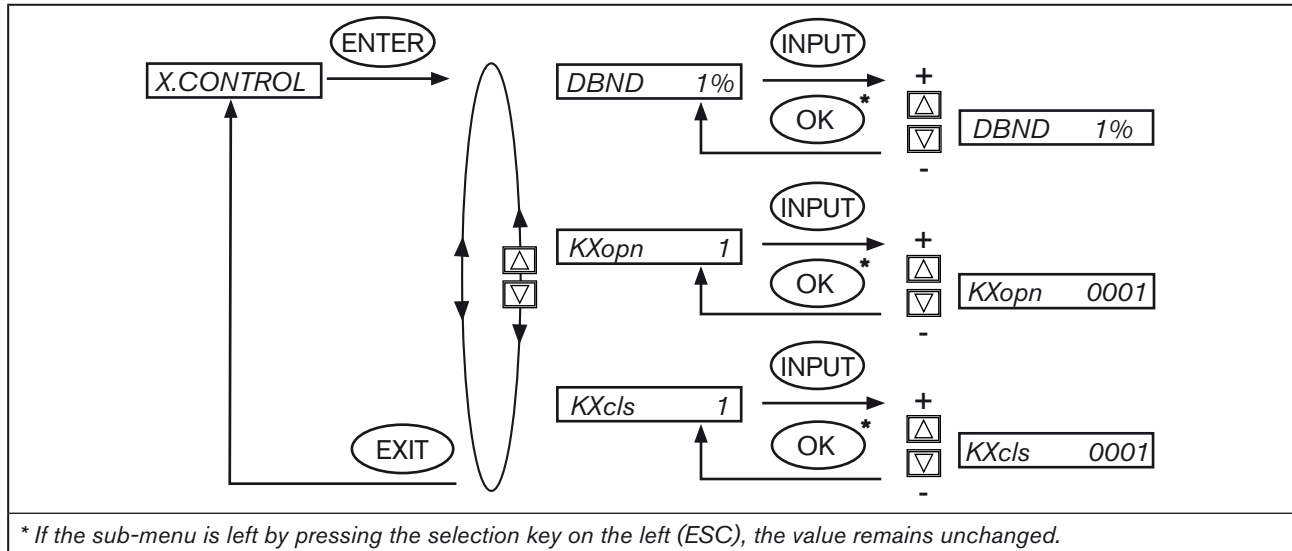 ENTER
X.CONTROL
INPUT
DBND 1%
OK *
+
DBND 1%
-
INPUT
KXopn 1
OK *
+
KXopn 0001
-
INPUT
KXcls 1
OK *
+
KXcls 0001
-
EXIT
* If the sub-menu is left by pressing the selection key on the left (ESC), the value remains unchanged.